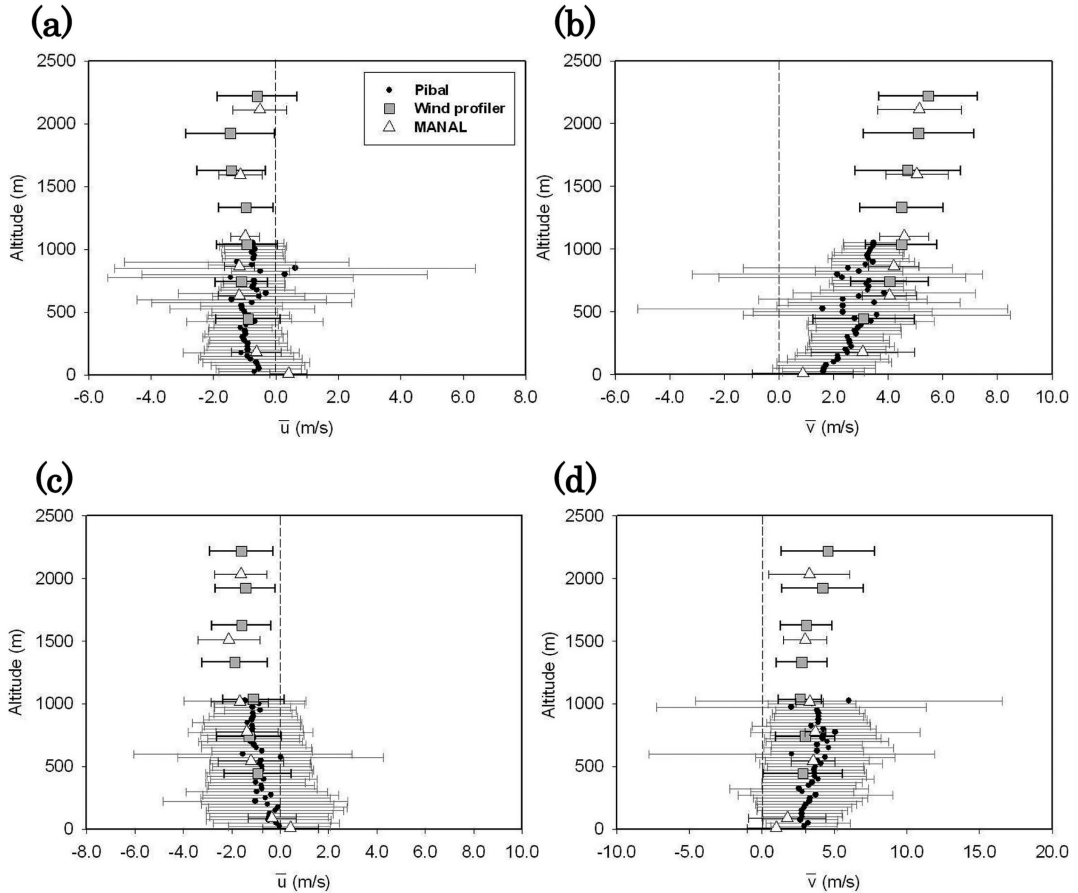 (a)
2500
2000
1500
1000
500
0
Altitude (m)
-6.0 -4.0 -2.0 0.0 2.0 4.0 6.0 8.0
u̅ (m/s)
Pibal
Wind profiler
MANAL
(b)
2500
2000
1500
1000
500
0
Altitude (m)
-6.0 -4.0 -2.0 0.0 2.0 4.0 6.0 8.0 10.0
v̅ (m/s)
(c)
2500
2000
1500
1000
500
0
Altitude (m)
-8.0 -6.0 -4.0 -2.0 0.0 2.0 4.0 6.0 8.0 10.0
u̅ (m/s)
(d)
2500
2000
1500
1000
500
0
Altitude (m)
-10.0 -5.0 0.0 5.0 10.0 15.0 20.0
v̅ (m/s)